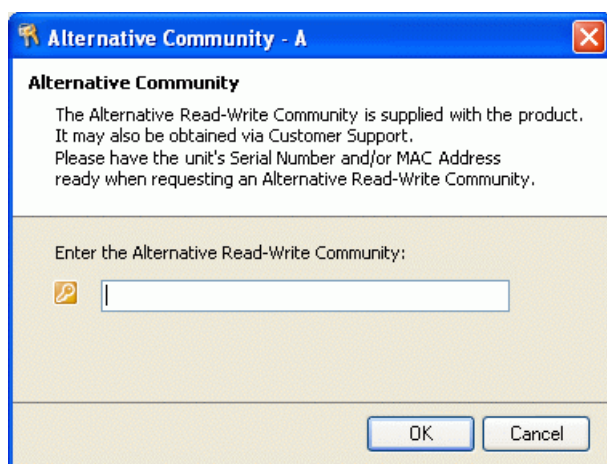 Alternative Community - A
Alternative Community
The Alternative Read-Write Community is supplied with the product.
It may also be obtained via Customer Support.
Please have the unit's Serial Number and/or MAC Address
ready when requesting an Alternative Read-Write Community.
Enter the Alternative Read-Write Community:
OK Cancel